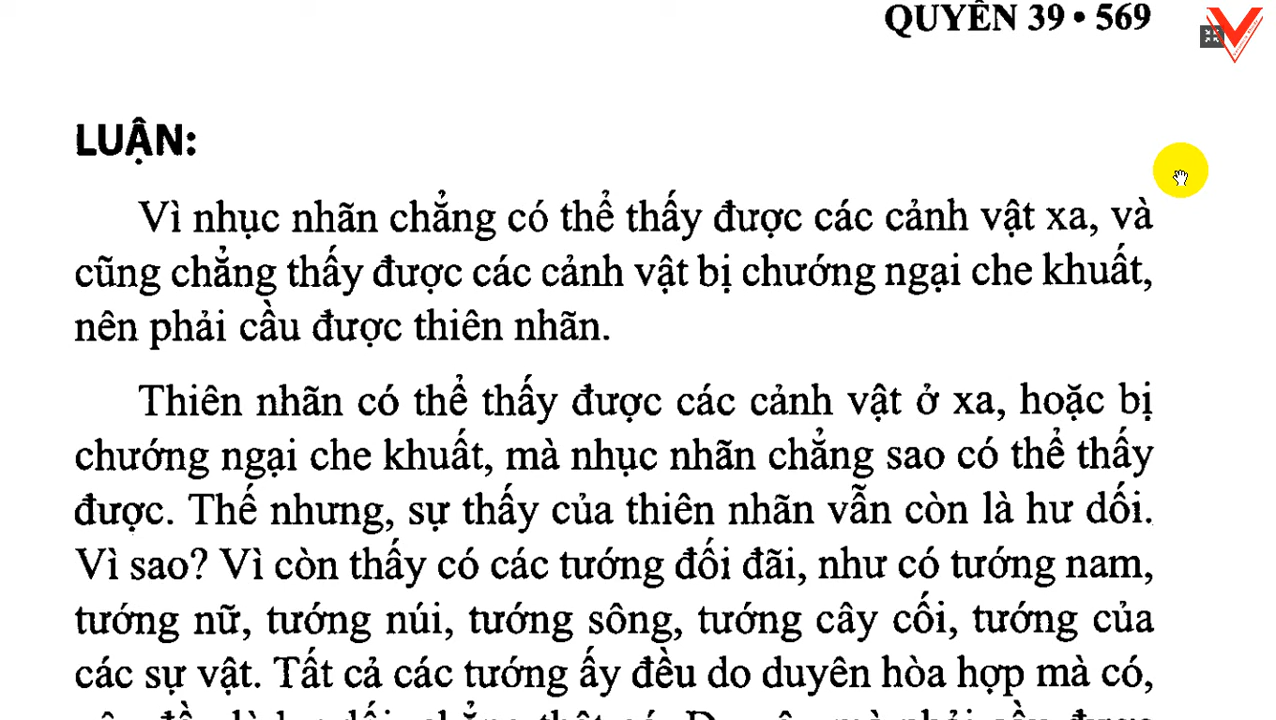 QUYỂN 39 • 569
LUẬN:
Vì nhục nhãn chẳng có thể thấy được các cảnh vật xa, và
cũng chẳng thấy được các cảnh vật bị chướng ngại che khuất,
nên phải cầu được thiên nhãn.
Thiên nhãn có thể thấy được các cảnh vật ở xa, hoặc bị
chướng ngại che khuất, mà nhục nhãn chẳng sao có thể thấy
được. Thế nhưng, sự thấy của thiên nhãn vẫn còn là hư dối.
Vì sao? Vì còn thấy có các tướng đối đãi, như có tướng nam,
tướng nữ, tướng núi, tướng sông, tướng cây cối, tướng của
các sự vật. Tất cả các tướng ấy đều do duyên hòa hợp mà có,